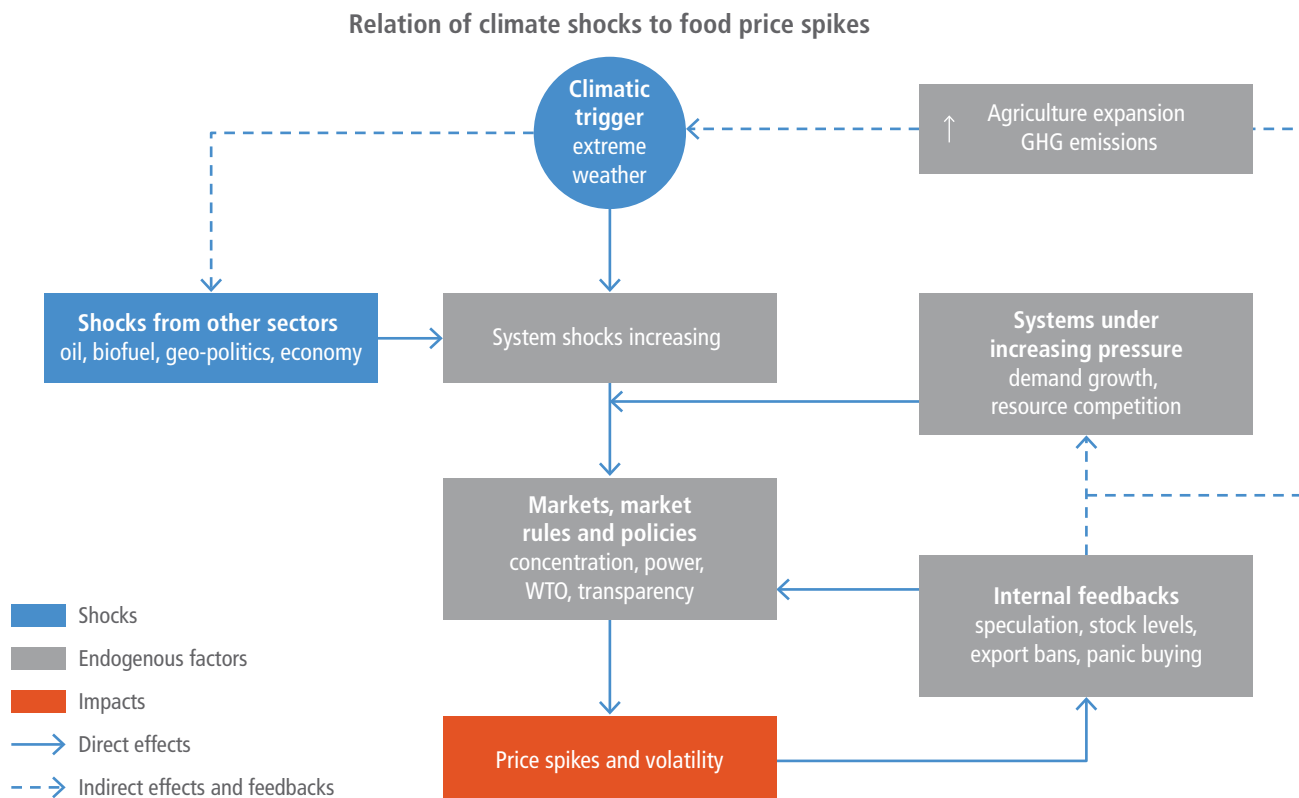 Relation of climate shocks to food price spikes
Climatic
trigger
extreme
weather
↑
Agriculture expansion
GHG emissions
Shocks from other sectors
oil, biofuel, geo-politics, economy
System shocks increasing
Systems under
increasing pressure
demand growth,
resource competition
Markets, market
rules and policies
concentration, power,
WTO, transparency
Internal feedbacks
speculation, stock levels,
export bans, panic buying
Price spikes and volatility
Shocks
Endogenous factors
Impacts
Direct effects
Indirect effects and feedbacks